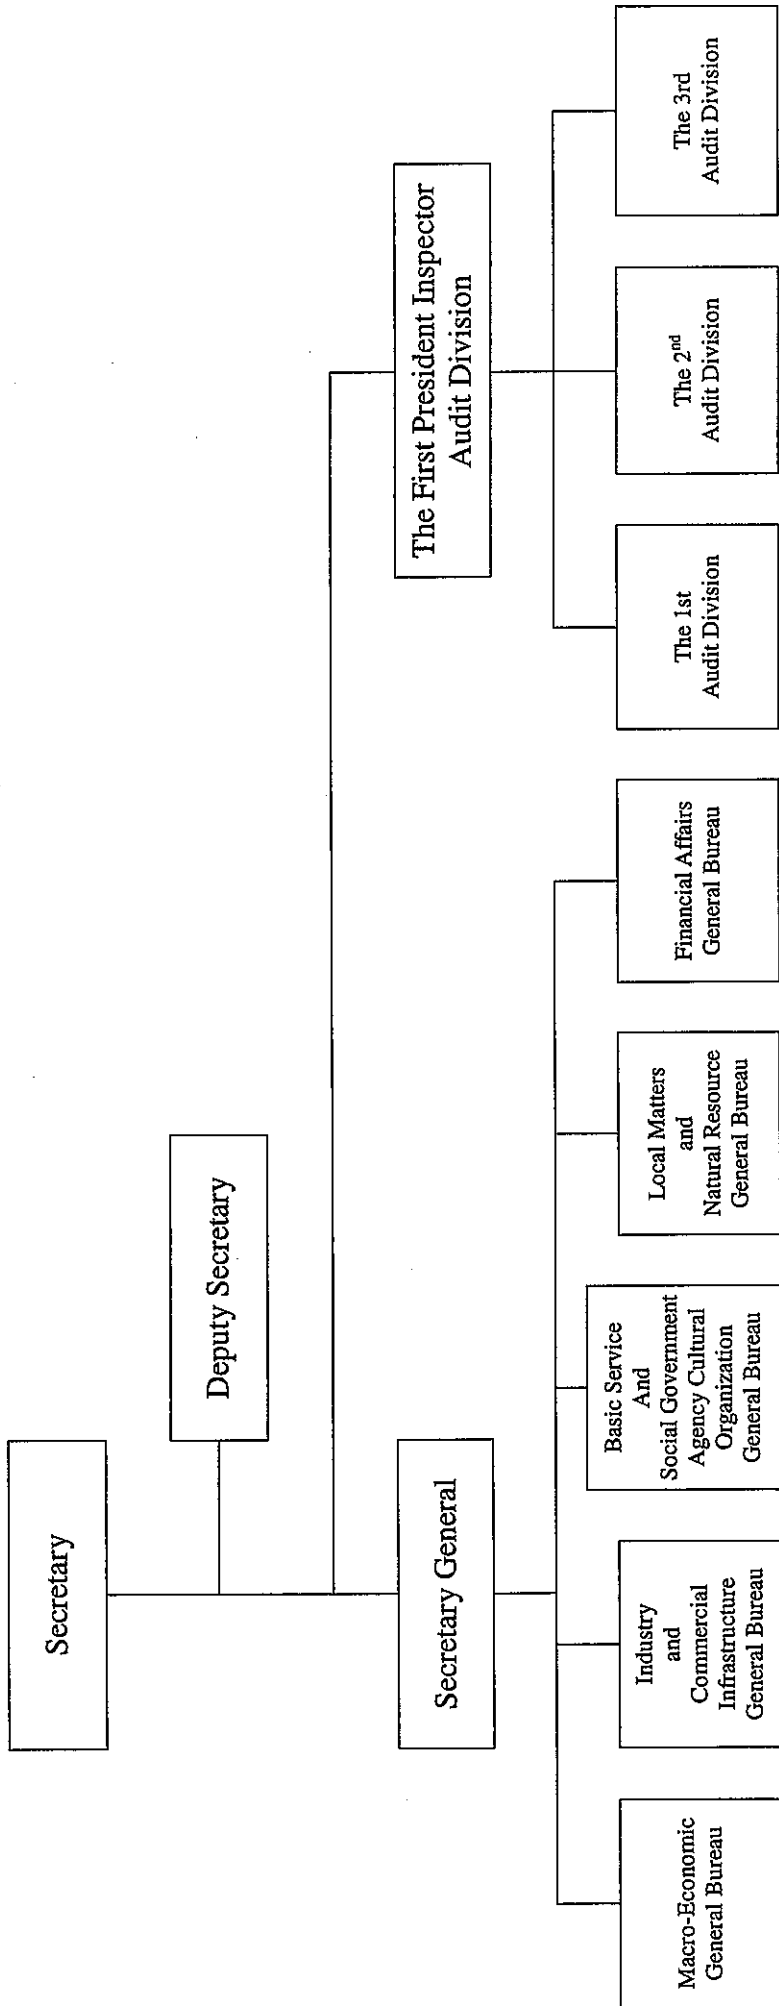 Secretary
Deputy Secretary
Secretary General
The First President Inspector
Audit Division
Macro-Economic
General Bureau
Industry
and
Commercial
Infrastructure
General Bureau
Basic Service
And
Social Government
Agency Cultural
Organization
General Bureau
Local Matters
and
Natural Resource
General Bureau
Financial Affairs
General Bureau
The 1st
Audit Division
The 2nd
Audit Division
The 3rd
Audit Division